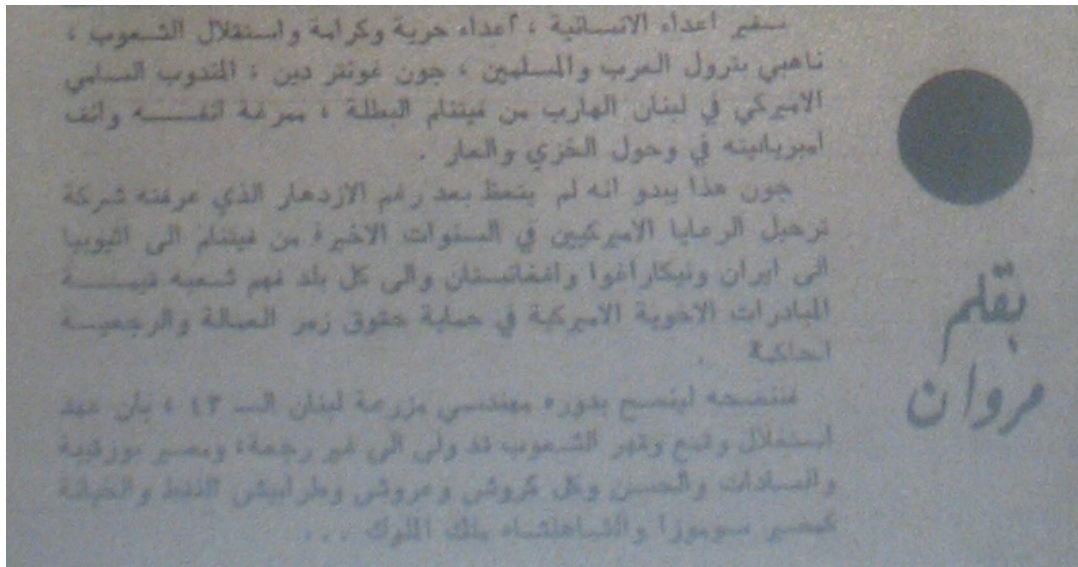 سفير اعداء الانسانية ، اعداء حرية وكرامة واستقلال الشعوب ،
ناهبي بترول العرب والمسلمين ، جون غونتر دين ، المندوب السامي
الاميركي في لبنان الهارب من فيتنام البطلة ، ممرغة انفسه وانف
امبرياليته في وحول الخزي والعار .
جون هذا يبدو انه لم يتعظ بعد رغم الازدهار الذي عرفته شركة
ترحيل الرعايا الاميركيين في السنوات الاخيرة من فيتنام الى اثيوبيا
الى ايران ونيكاراغوا وافغانستان والى كل بلد فهم شعبه قيمة
المبادرات الاخوية الاميركية في حماية حقوق زمر العمالة والرجعية
الحاكمة .
فننصحه لينصح بدوره مهندسي مزرعة لبنان الـ ٤٣ ، بأن عهد
استغلال وقمع وقهر الشعوب قد ولى الى غير رجعة، ومصير بورقيبة
والسادات والحسن وكل كروش وعروش وطرابيش النفط والخيانة
كمصير سوموزا والشاهنشاه ملك الملوك ...
بقلم
مروان